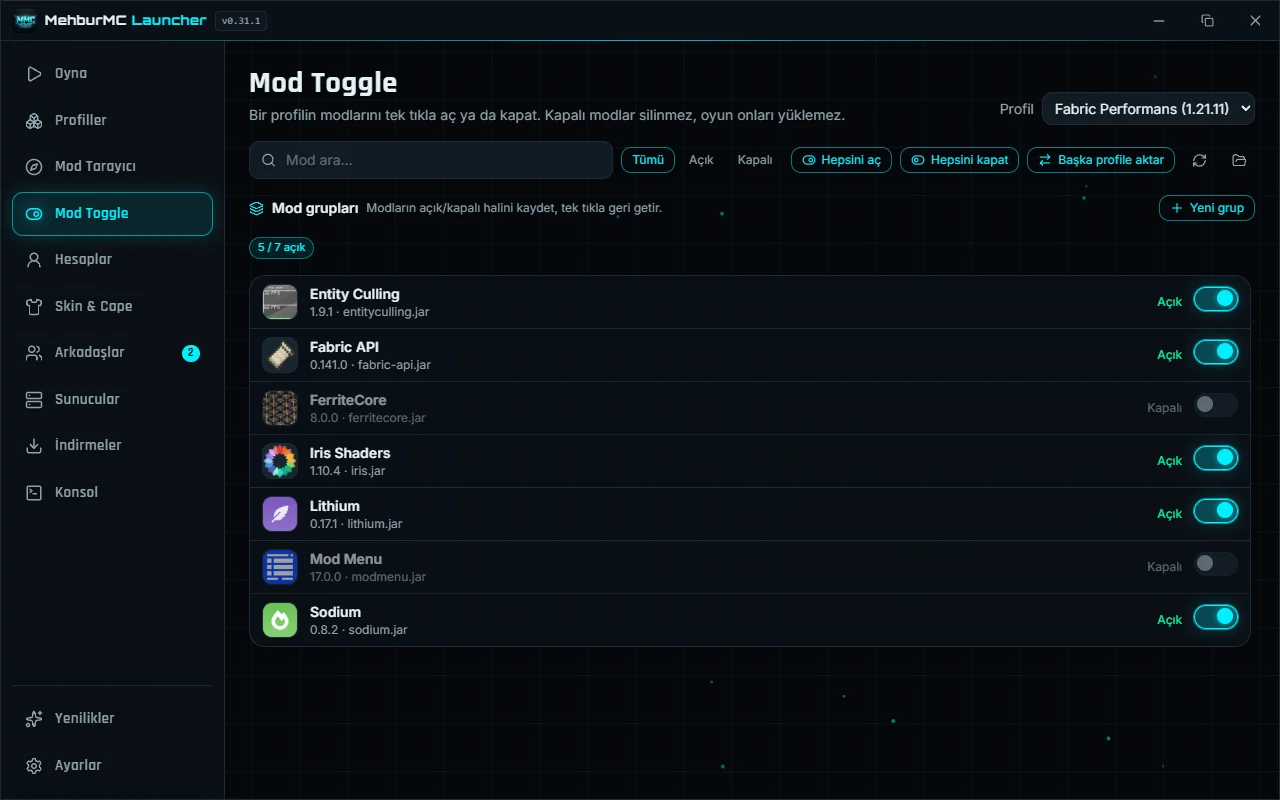 MehburMC Launcher v0.31.1
Oyna
Profiller
Mod Tarayıcı
Mod Toggle
Hesaplar
Skin & Cape
Arkadaşlar 2
Sunucular
İndirmeler
Konsol
Yenilikler
Ayarlar
Mod Toggle
Bir profilin modlarını tek tıkla aç ya da kapat. Kapalı modlar silinmez, oyun onları yüklemez.
Profil Fabric Performans (1.21.11)
Mod ara... Tümü Açık Kapalı Hepsini aç Hepsini kapat Başka profile aktar
Mod grupları Modların açık/kapalı halini kaydet, tek tıkla geri getir. Yeni grup
5 / 7 açık
Entity Culling
1.9.1 · entityculling.jar
Açık
Fabric API
0.141.0 · fabric-api.jar
Açık
FerriteCore
8.0.0 · ferritecore.jar
Kapalı
Iris Shaders
1.10.4 · iris.jar
Açık
Lithium
0.17.1 · lithium.jar
Açık
Mod Menu
17.0.0 · modmenu.jar
Kapalı
Sodium
0.8.2 · sodium.jar
Açık